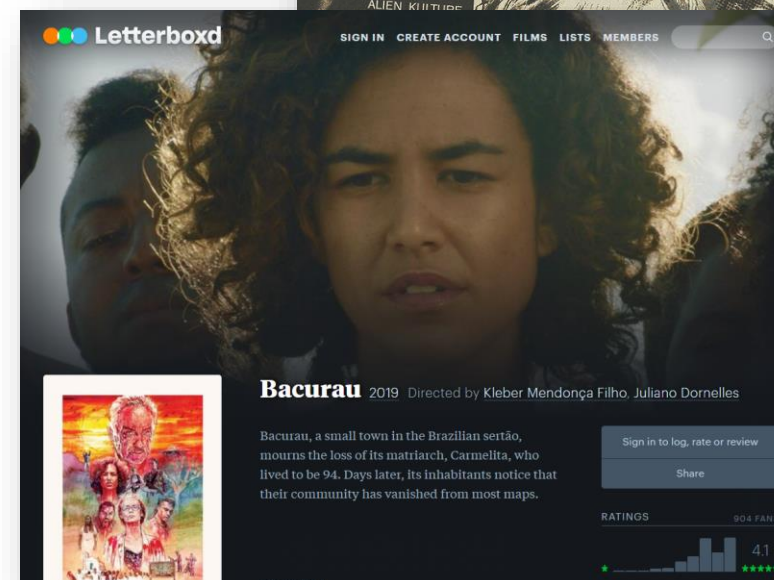 ALIEN KULTURE
Letterboxd
SIGN IN CREATE ACCOUNT FILMS LISTS MEMBERS
Bacurau 2019 Directed by Kleber Mendonça Filho, Juliano Dornelles
Bacurau, a small town in the Brazilian sertão,
mourns the loss of its matriarch, Carmelita, who
lived to be 94. Days later, its inhabitants notice that
their community has vanished from most maps.
Sign in to log, rate or review
Share
RATINGS 904 FAN
4.1